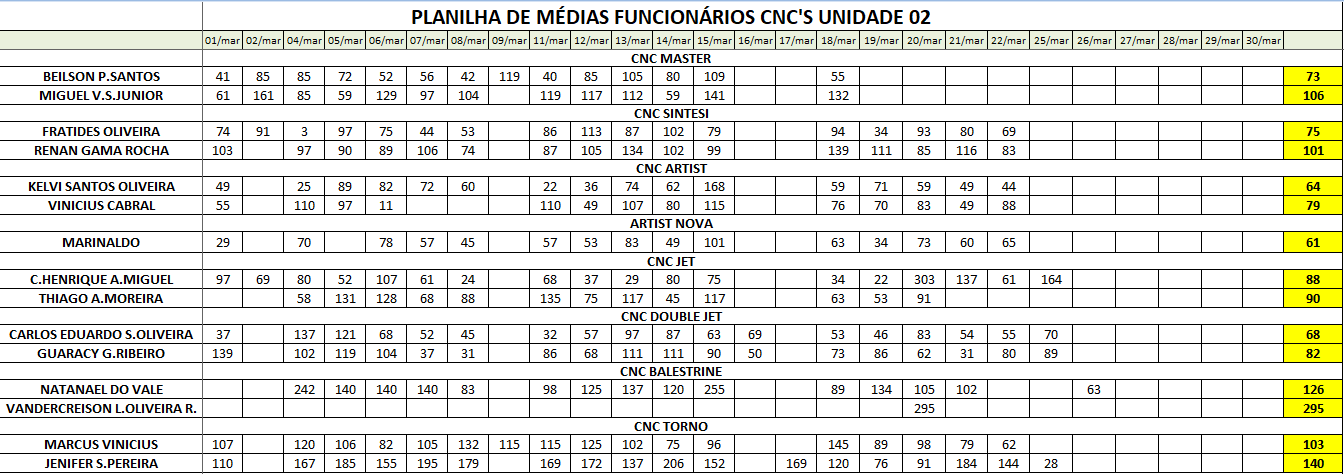 PLANILHA DE MÉDIAS FUNCIONÁRIOS CNC'S UNIDADE 02
01/mar 02/mar 04/mar 05/mar 06/mar 07/mar 08/mar 09/mar 11/mar 12/mar 13/mar 14/mar 15/mar 16/mar 17/mar 18/mar 19/mar 20/mar 21/mar 22/mar 25/mar 26/mar 27/mar 28/mar 29/mar 30/mar
CNC MASTER
BEILSON P.SANTOS 41 85 85 72 52 56 42 119 40 85 105 80 109 55 73
MIGUEL V.S.JUNIOR 61 161 85 59 129 97 104 119 117 112 59 141 132 106
CNC SINTESI
FRATIDES OLIVEIRA 74 91 3 97 75 44 53 86 113 87 102 79 94 34 93 80 69 75
RENAN GAMA ROCHA 103 97 90 89 106 74 87 105 134 102 99 139 111 85 116 83 101
CNC ARTIST
KELVI SANTOS OLIVEIRA 49 25 89 82 72 60 22 36 74 62 168 59 71 59 49 44 64
VINICIUS CABRAL 55 110 97 11 110 49 107 80 115 76 70 83 49 88 79
ARTIST NOVA
MARINALDO 29 70 78 57 45 57 53 83 49 101 63 34 73 60 65 61
CNC JET
C.HENRIQUE A.MIGUEL 97 69 80 52 107 61 24 68 37 29 80 75 34 22 303 137 61 164 88
THIAGO A.MOREIRA 58 131 128 68 88 135 75 117 45 117 63 53 91 90
CNC DOUBLE JET
CARLOS EDUARDO S.OLIVEIRA 37 137 121 68 52 45 32 57 97 87 63 69 53 46 83 54 55 70 68
GUARACY G.RIBEIRO 139 102 119 104 37 31 86 68 111 111 90 50 73 86 62 31 80 89 82
CNC BALESTRINE
NATANAEL DO VALE 242 140 140 140 83 98 125 137 120 255 89 134 105 102 63 126
VANDERCREISON L.OLIVEIRA R. 295 295
CNC TORNO
MARCUS VINICIUS 107 120 106 82 105 132 115 115 125 102 75 96 145 89 98 79 62 103
JENIFER S.PEREIRA 110 167 185 155 195 179 169 172 137 206 152 169 120 76 91 184 144 28 140